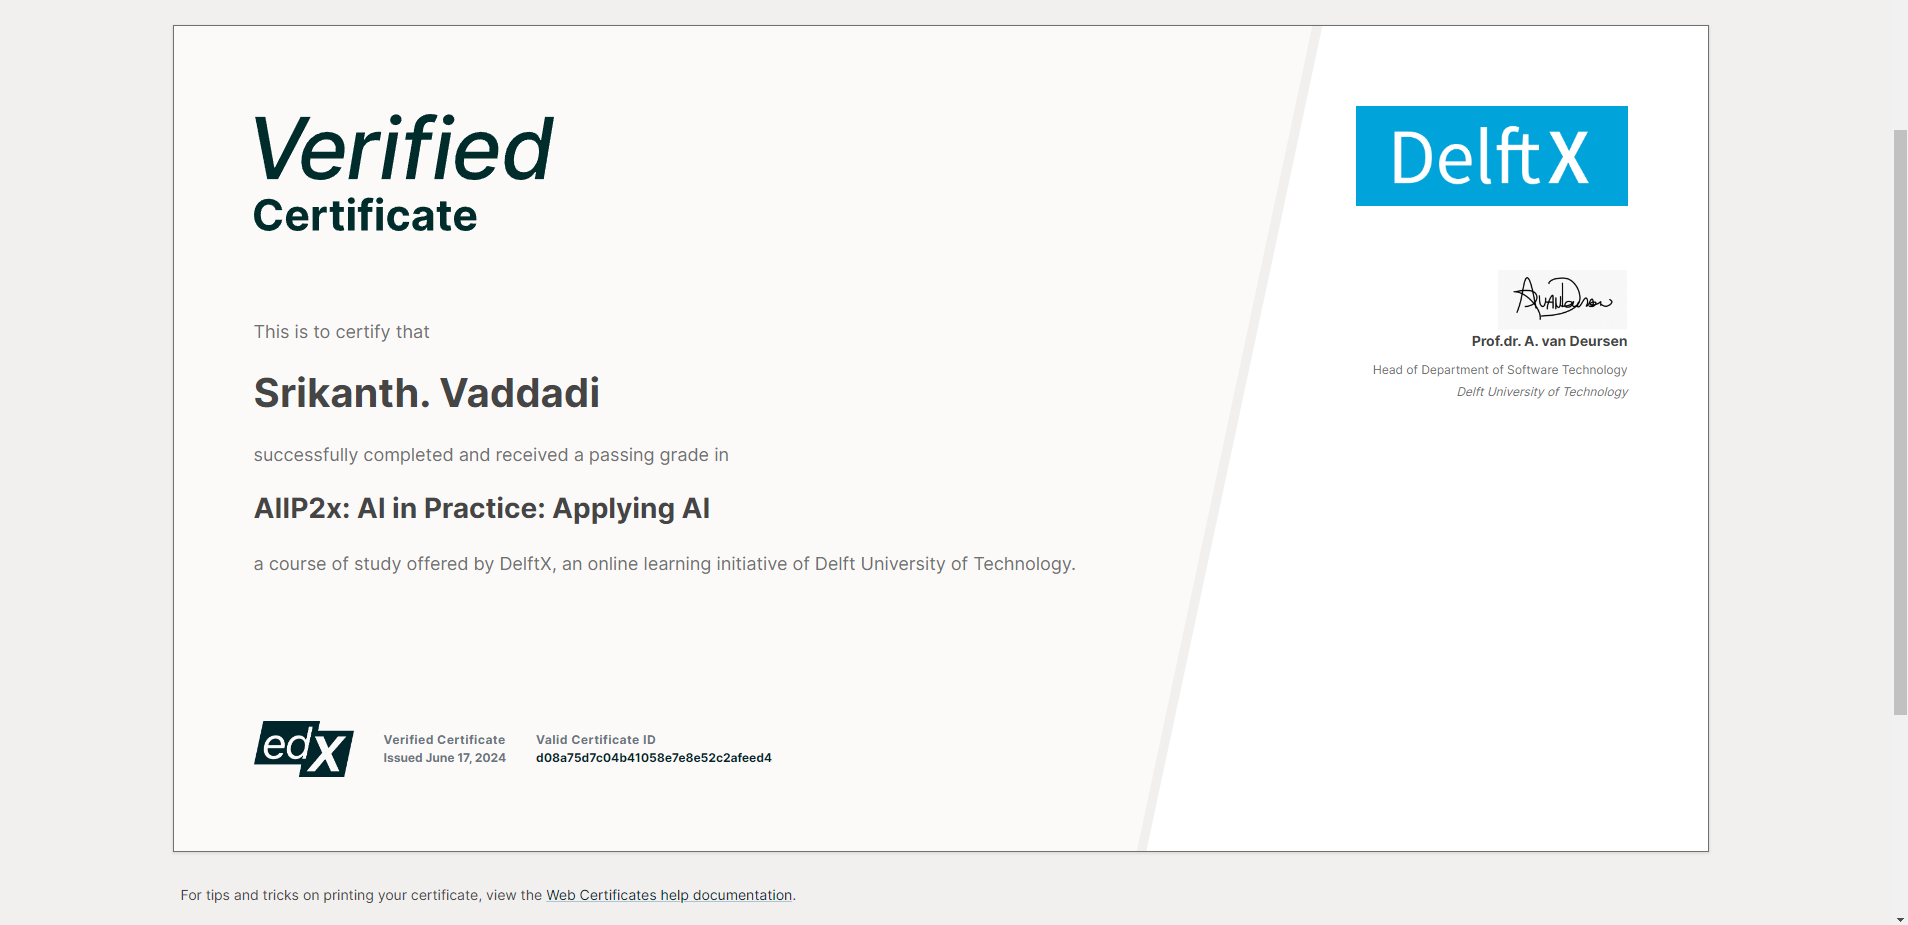 Verified
Certificate
This is to certify that
Srikanth. Vaddadi
successfully completed and received a passing grade in
AIIP2x: AI in Practice: Applying AI
a course of study offered by DelftX, an online learning initiative of Delft University of Technology.
edX
Verified Certificate
Issued June 17, 2024
Valid Certificate ID
d08a75d7c04b41058e7e8e52c2afeed4
DelftX
AvanDeursen
Prof.dr. A. van Deursen
Head of Department of Software Technology
Delft University of Technology
For tips and tricks on printing your certificate, view the Web Certificates help documentation.